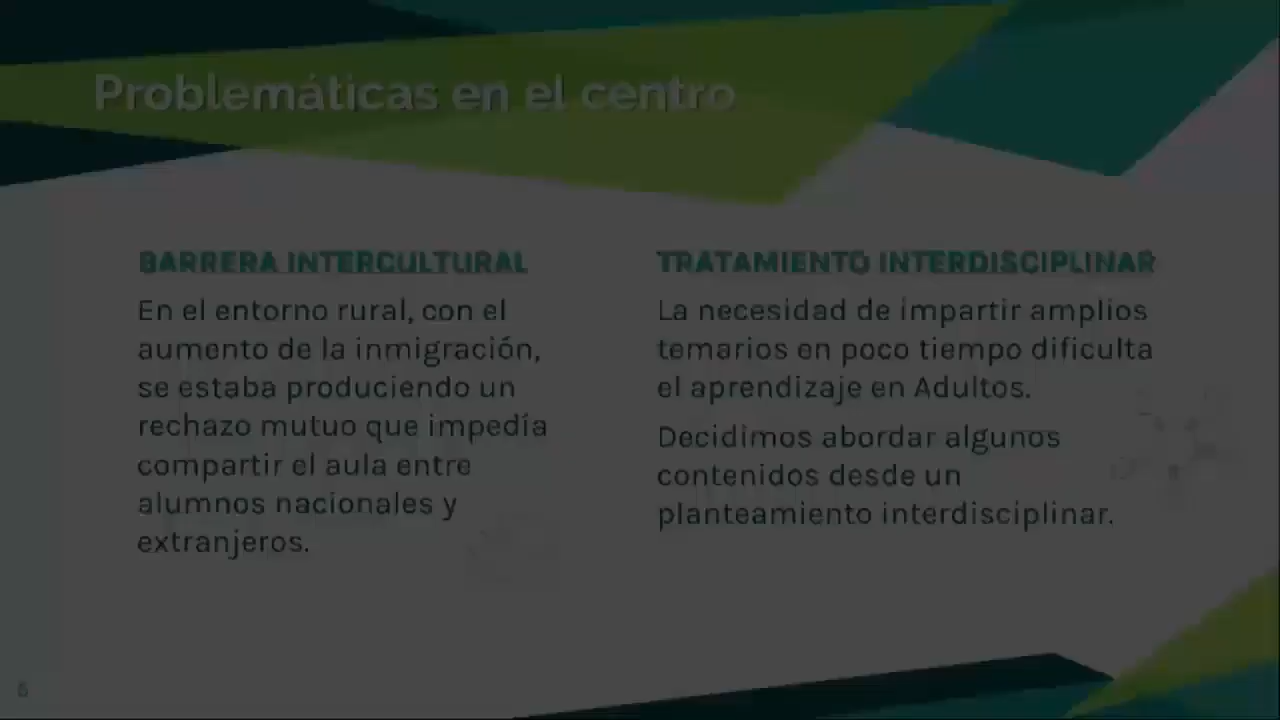 Problemáticas en el centro
BARRERA INTERCULTURAL
En el entorno rural, con el
aumento de la inmigración,
se estaba produciendo un
rechazo mutuo que impedía
compartir el aula entre
alumnos nacionales y
extranjeros.
TRATAMIENTO INTERDISCIPLINAR
La necesidad de impartir amplios
temarios en poco tiempo dificulta
el aprendizaje en Adultos.
Decidimos abordar algunos
contenidos desde un
planteamiento interdisciplinar.
6